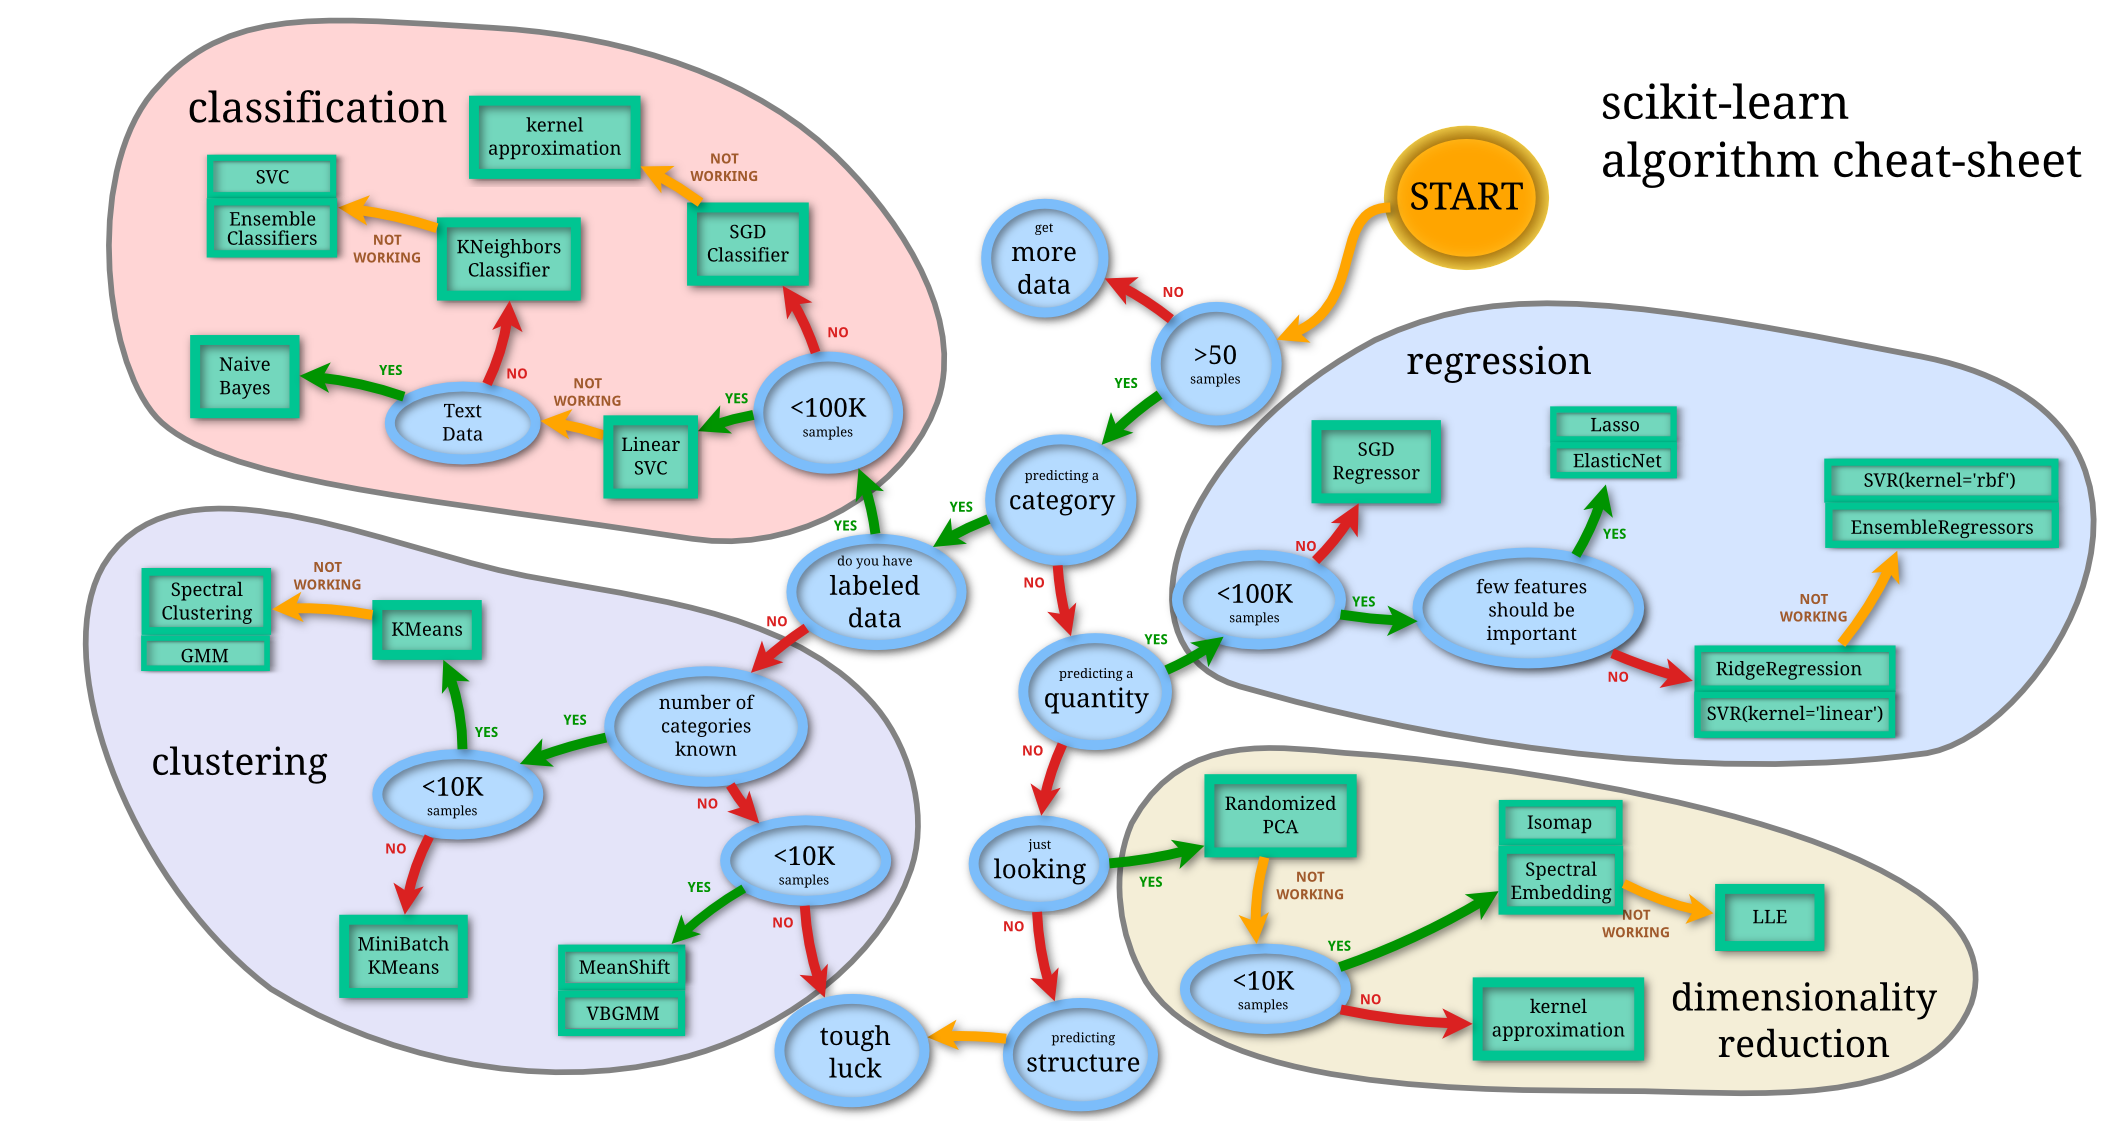 scikit-learn
algorithm cheat-sheet
START
get
more
data
NO
>50
samples
YES
predicting a
category
YES
NO
do you have
labeled
data
YES
NO
predicting a
quantity
YES
NO
just
looking
YES
NO
predicting
structure
tough
luck
classification
kernel
approximation
NOT
WORKING
SVC
Ensemble
Classifiers
NOT
WORKING
KNeighbors
Classifier
SGD
Classifier
NO
Naive
Bayes
YES
NO
Text
Data
NOT
WORKING
Linear
SVC
YES
<100K
samples
regression
SGD
Regressor
Lasso
ElasticNet
SVR(kernel='rbf')
EnsembleRegressors
NO
YES
<100K
samples
YES
few features
should be
important
NOT
WORKING
NO
RidgeRegression
SVR(kernel='linear')
clustering
Spectral
Clustering
GMM
NOT
WORKING
KMeans
YES
number of
categories
known
YES
NO
<10K
samples
NO
<10K
samples
YES
NO
MiniBatch
KMeans
MeanShift
VBGMM
Randomized
PCA
NOT
WORKING
Isomap
Spectral
Embedding
NOT
WORKING
LLE
YES
<10K
samples
NO
kernel
approximation
dimensionality
reduction